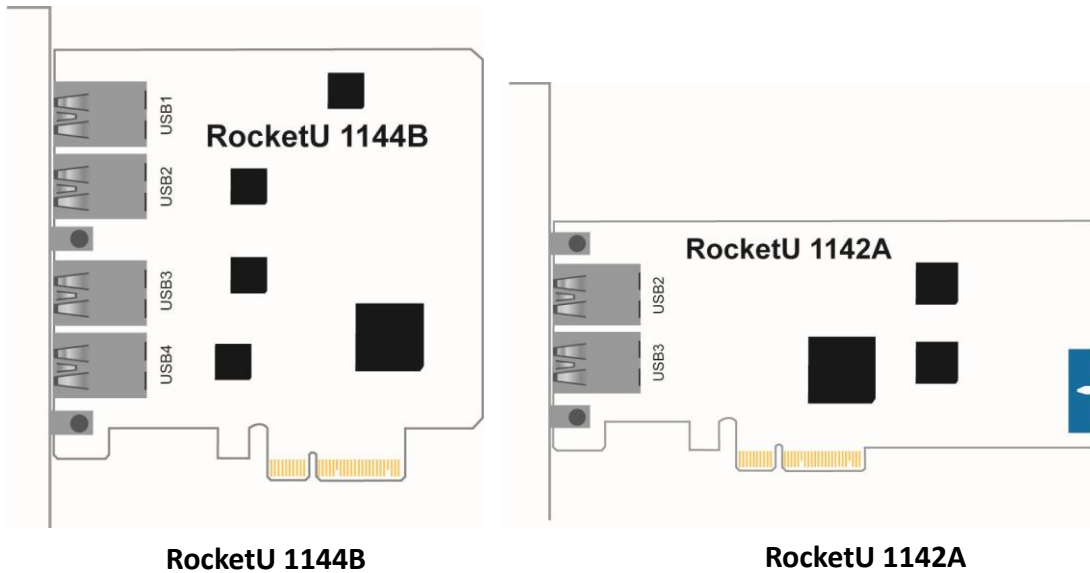 USB1
RocketU 1144B
USB2
USB3
USB4
RocketU 1142A
USB2
USB3
RocketU 1144B
RocketU 1142A